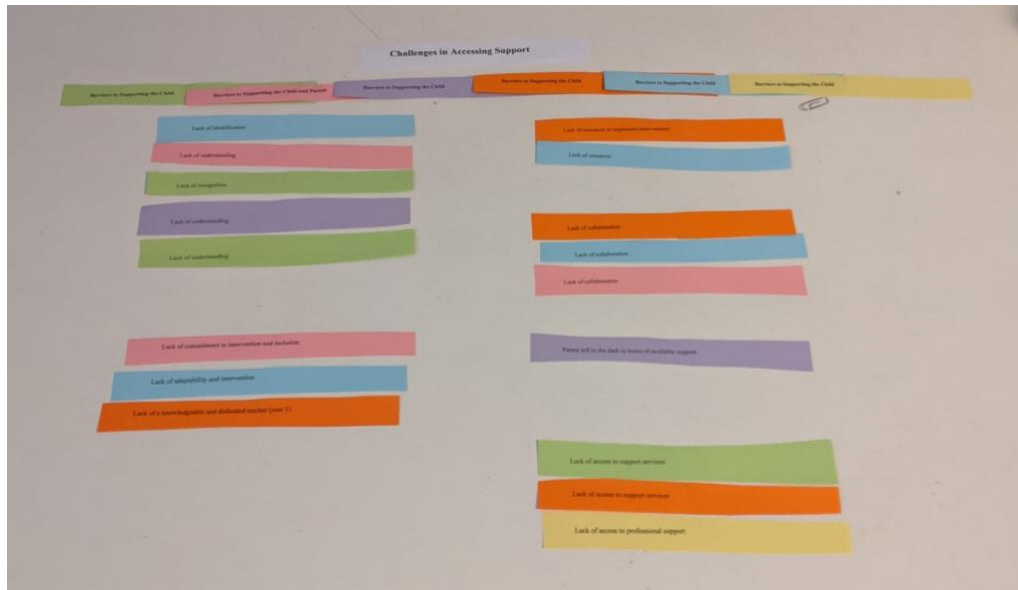 Challenges in Accessing Support
Barriers to Supporting the Child
Barriers to Supporting the Child and Parent
Barriers to Supporting the Child
Barriers to Supporting the Child
Barriers to Supporting the Child
Barriers to Supporting the Child
Lack of identification
Lack of understanding
Lack of recognition
Lack of understanding
Lack of understanding
Lack of commitment to intervention and inclusion
Lack of adaptability and intervention
Lack of a knowledgeable and dedicated teacher (year 1)
Lack of resources to implement interventions
Lack of resources
Lack of collaboration
Lack of collaboration
Lack of collaboration
Parent left in the dark in terms of available support
Lack of access to support services
Lack of access to support services
Lack of access to professional support